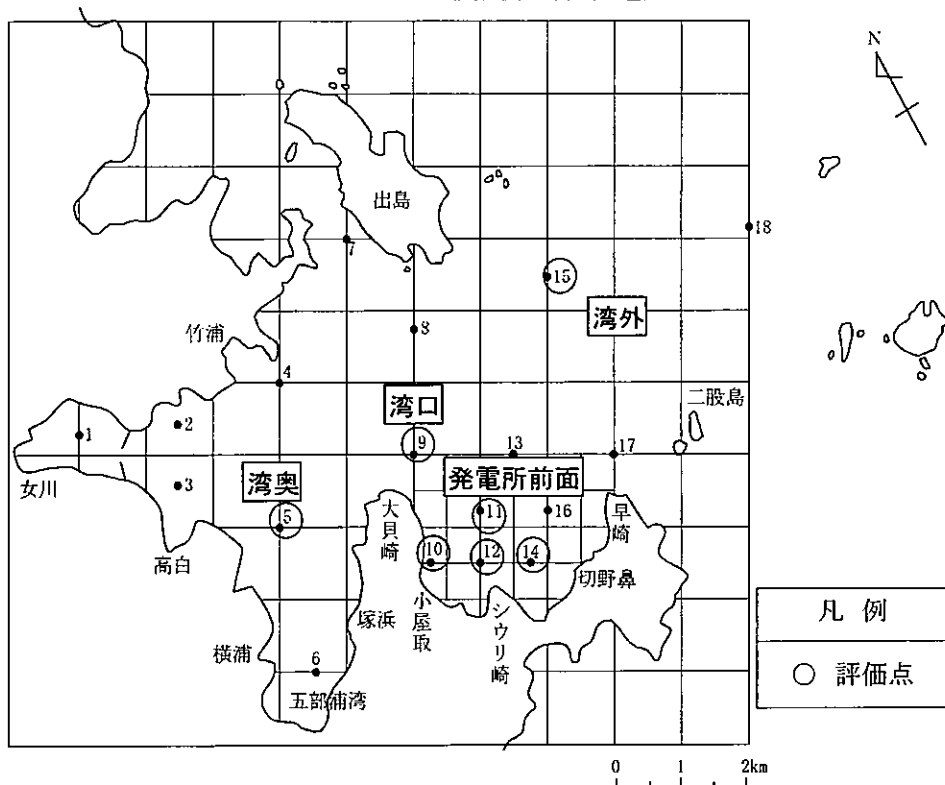 N
出島
7
18
15
湾外
8
竹浦
4
二股島
湾口
1
2
9
13
17
女川
3
湾奥
発電所前面
5
大貝崎
11
16
早崎
高白
10
12
14
切野鼻
小屋取
シウリ崎
塚浜
横浦
6
五部浦湾
凡例
○ 評価点
0 1 2km